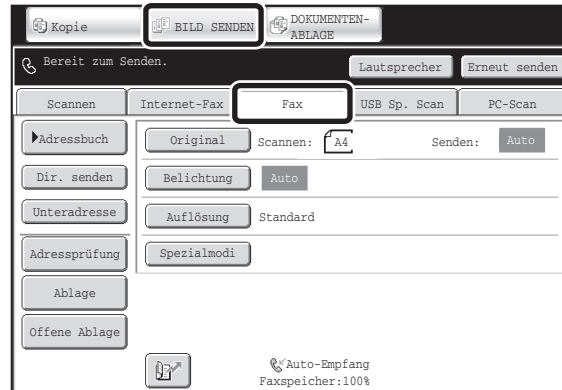 Kopie
BILD SENDEN
DOKUMENTEN-
ABLAGE
Bereit zum Senden.
Lautsprecher
Erneut senden
Scannen
Internet-Fax
Fax
USB Sp. Scan
PC-Scan
Adressbuch
Original
Scannen:
A4
Senden:
Auto
Dir. senden
Belichtung
Auto
Unteradresse
Auflösung
Standard
Adressprüfung
Spezialmodi
Ablage
Offene Ablage
Auto-Empfang
Faxspeicher:100%